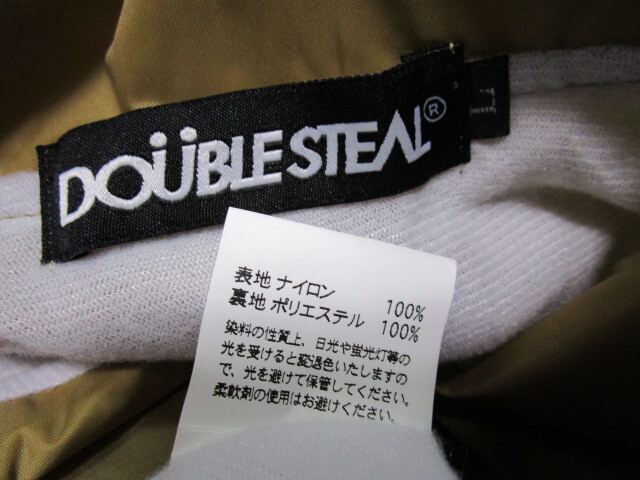 DOUBLE STEAL®
L
表地 ナイロン 100%
裏地 ポリエステル 100%
染料の性質上、日光や蛍光灯等の
光を受けると変退色いたしますの
で、光を避けて保管してください。
柔軟剤の使用はお避けください。